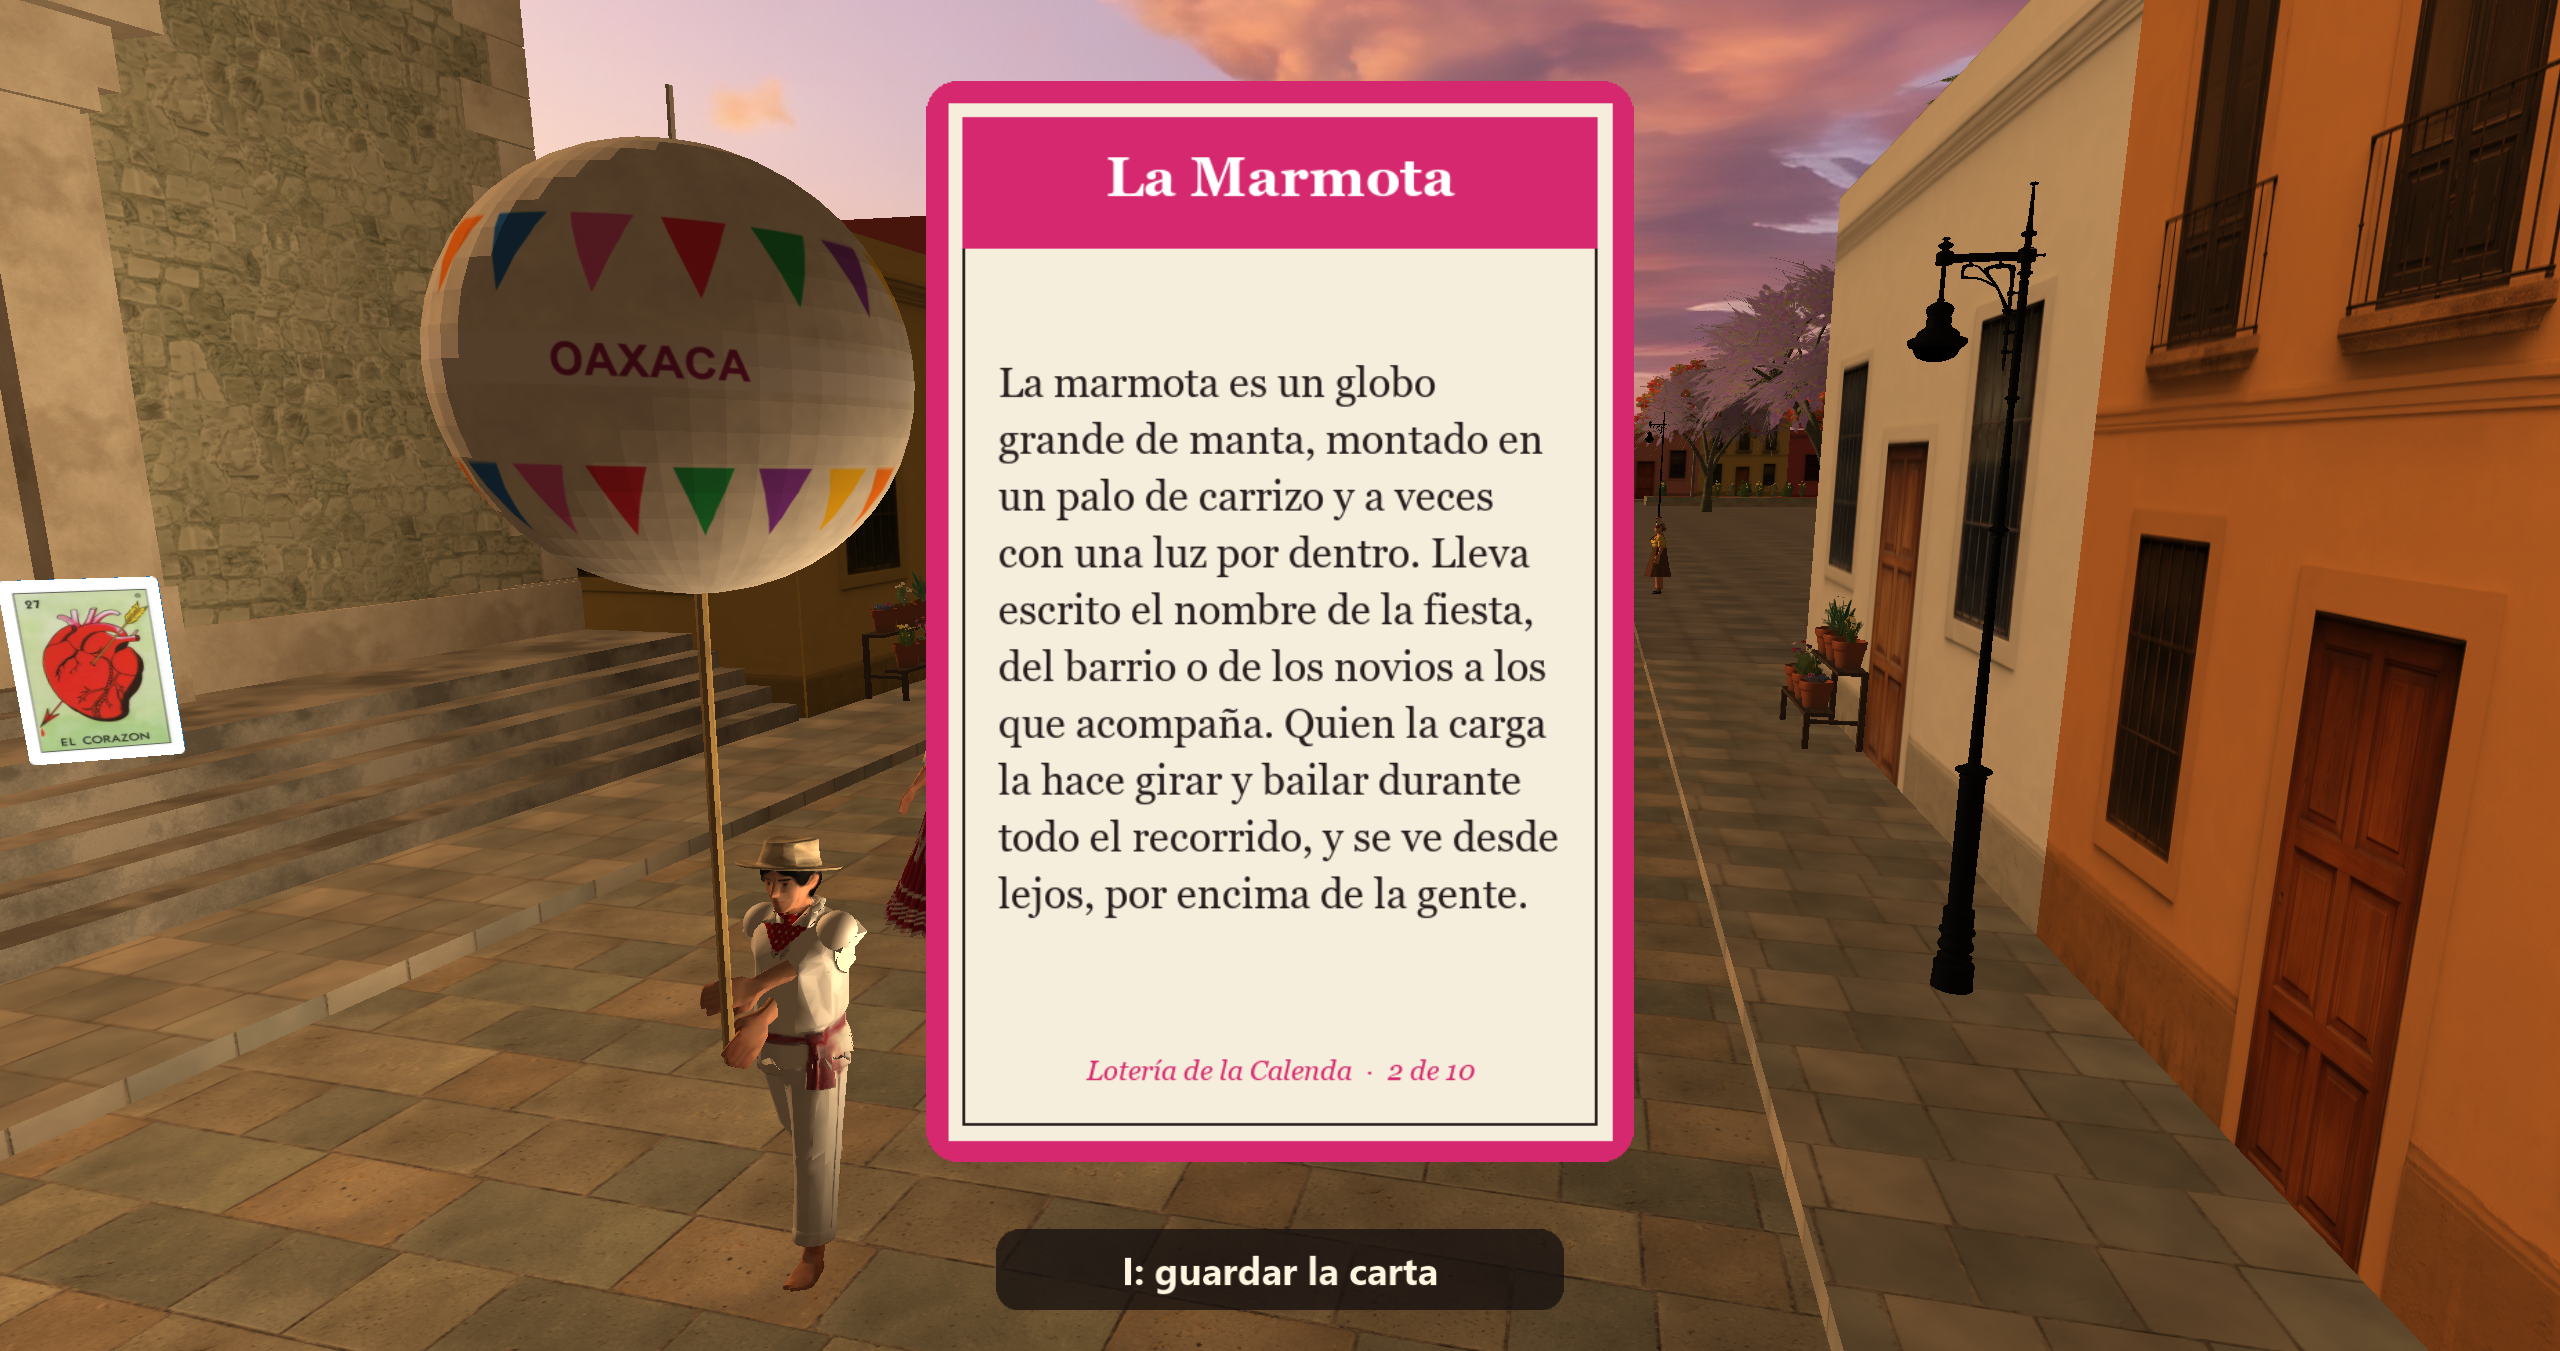 OAXACA
27
EL CORAZON
La Marmota
La marmota es un globo
grande de manta, montado en
un palo de carrizo y a veces
con una luz por dentro. Lleva
escrito el nombre de la fiesta,
del barrio o de los novios a los
que acompaña. Quien la carga
la hace girar y bailar durante
todo el recorrido, y se ve desde
lejos, por encima de la gente.
Lotería de la Calenda · 2 de 10
I: guardar la carta